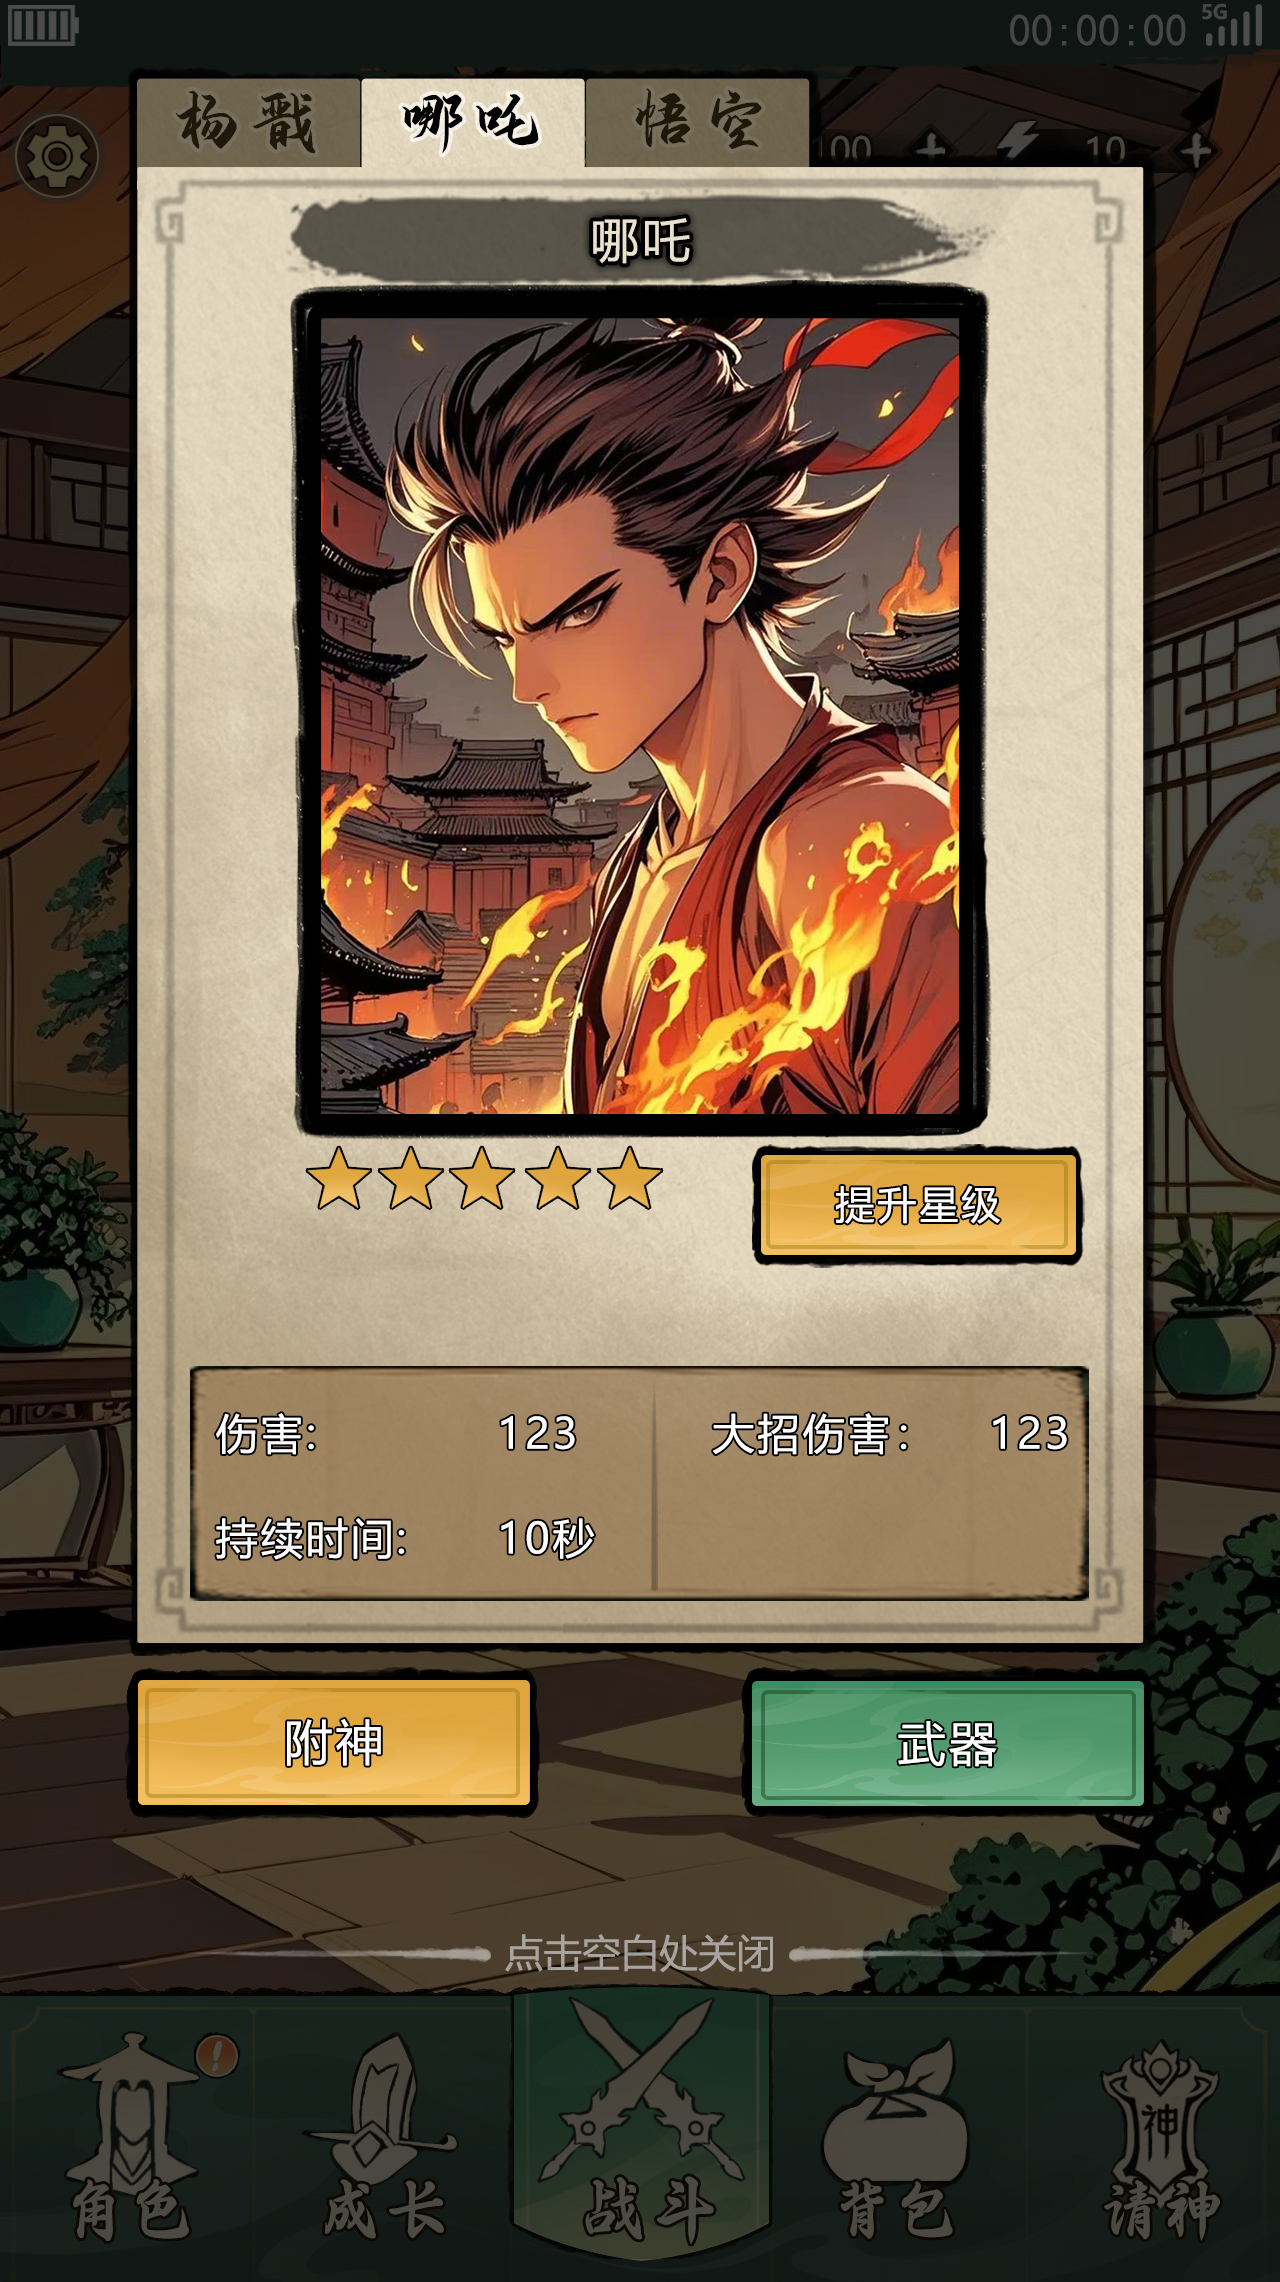 00:00:00 5G
杨戬 哪吒 悟空
00 10
哪吒
提升星级
伤害: 123 大招伤害: 123
持续时间: 10秒
附神 武器
点击空白处关闭
神
角色 成长 战斗 背包 请神